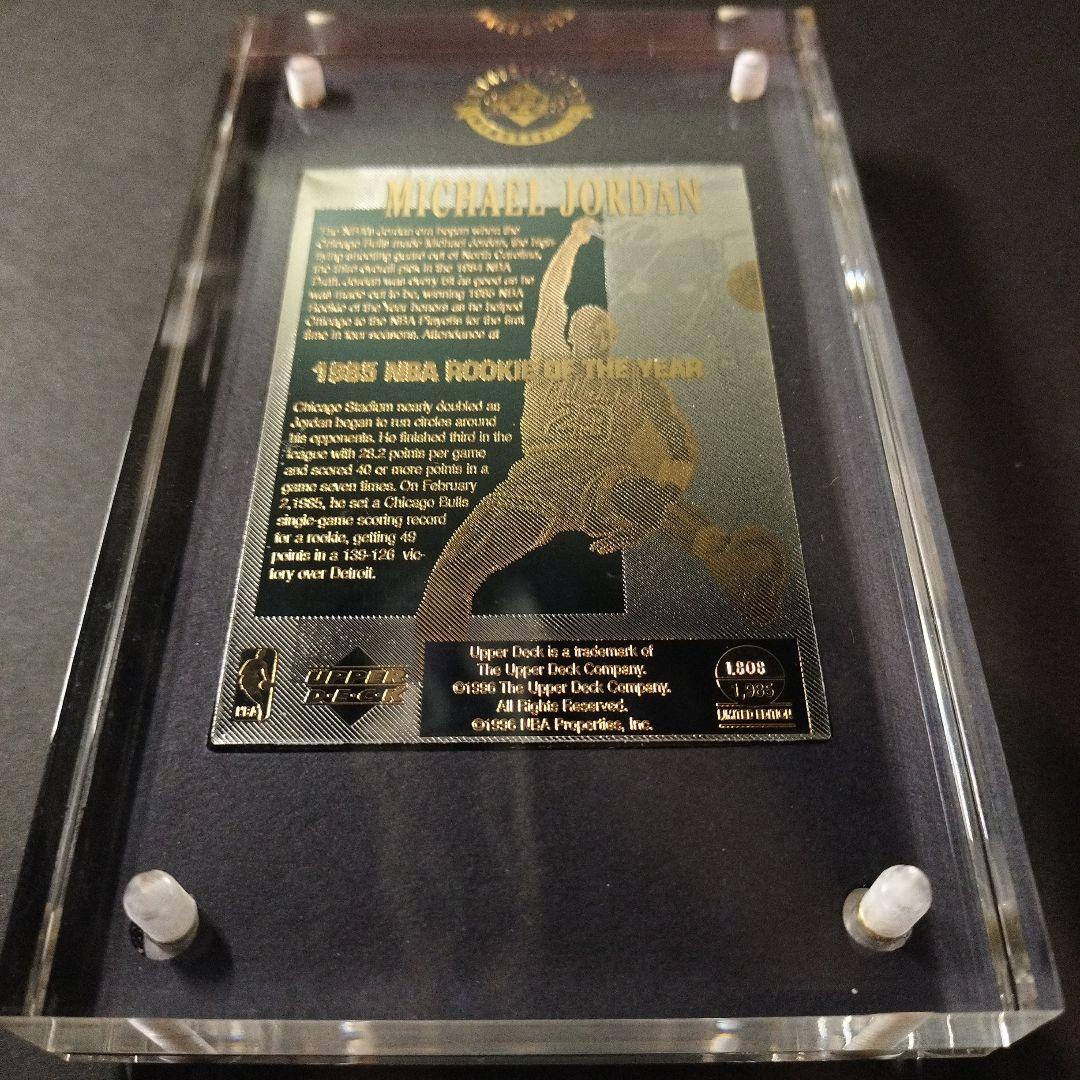 MICHAEL JORDAN
The NBA's Jordan era began when the
Chicago Bulls made Michael Jordan, the high-
flying shooting guard out of North Carolina,
the third overall pick in the 1984 NBA
Draft. Jordan was every bit as good as he
was made out to be, winning 1985 NBA
Rookie of the Year honors as he helped
Chicago to the NBA Playoffs for the first
time in four seasons. Attendance at
1985 NBA ROOKIE OF THE YEAR
Chicago Stadium nearly doubled as
Jordan began to run circles around
his opponents. He finished third in the
league with 28.2 points per game
and scored 40 or more points in a
game seven times. On February
2,1985, he set a Chicago Bulls
single-game scoring record
for a rookie, getting 49
points in a 139-126 vic-
tory over Detroit.
23
NBA
UPPER
DECK
Upper Deck is a trademark of
The Upper Deck Company.
©1996 The Upper Deck Company.
All Rights Reserved.
©1996 NBA Properties, Inc.
1,808
1,985
LIMITED EDITION